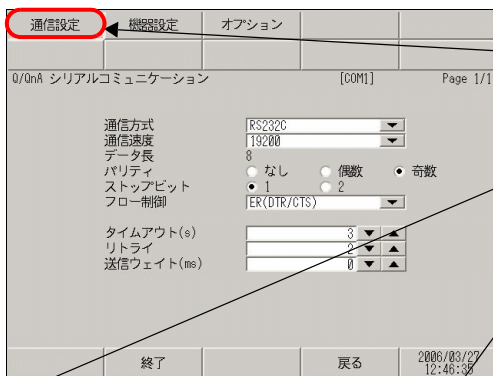 通信設定 機器設定 オプション
Q/QnA シリアルコミュニケーション [COM1] Page 1/1
通信方式 RS232C
通信速度 19200
データ長 8
パリティ なし 偶数 奇数
ストップビット 1 2
フロー制御 ER(DTR/CTS)
タイムアウト(s) 3
リトライ 2
送信ウェイト(ms) 0
終了 戻る 2006/03/27
12:46:35